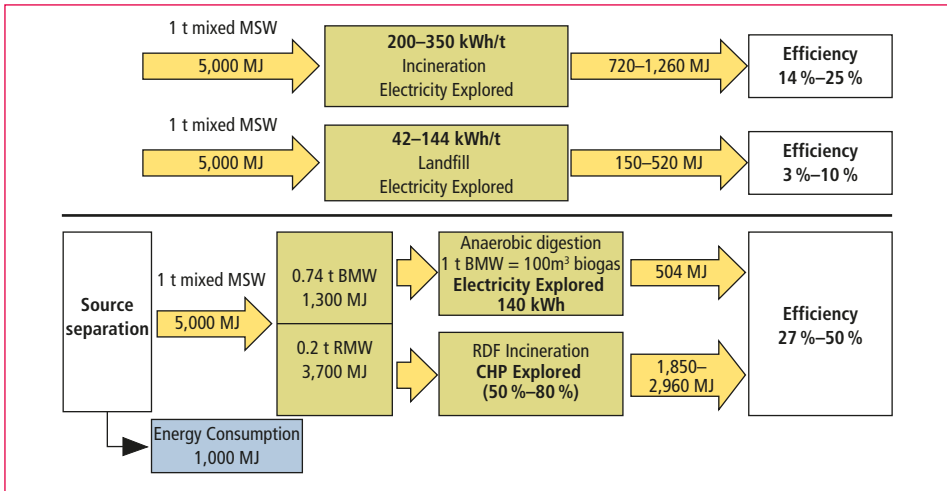 1 t mixed MSW
5,000 MJ
200–350 kWh/t
Incineration
Electricity Explored
720–1,260 MJ
Efficiency
14 %–25 %
1 t mixed MSW
5,000 MJ
42–144 kWh/t
Landfill
Electricity Explored
150–520 MJ
Efficiency
3 %–10 %
Source
separation
1 t mixed MSW
5,000 MJ
0.74 t BMW
1,300 MJ
0.2 t RMW
3,700 MJ
Anaerobic digestion
1 t BMW = 100m³ biogas
Electricity Explored
140 kWh
504 MJ
RDF Incineration
CHP Explored
(50 %–80 %)
1,850–
2,960 MJ
Efficiency
27 %–50 %
Energy Consumption
1,000 MJ